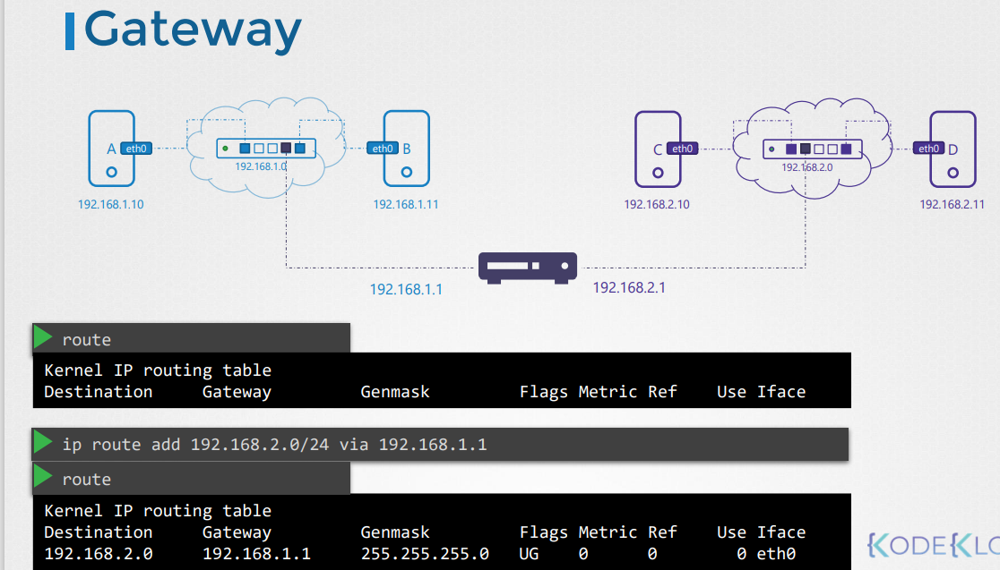 Gateway
A eth0
eth0 B
C eth0
eth0 D
192.168.1.0
192.168.2.0
192.168.1.10
192.168.1.11
192.168.2.10
192.168.2.11
192.168.1.1
192.168.2.1
route
Kernel IP routing table
Destination Gateway Genmask Flags Metric Ref Use Iface
ip route add 192.168.2.0/24 via 192.168.1.1
route
Kernel IP routing table
Destination Gateway Genmask Flags Metric Ref Use Iface
192.168.2.0 192.168.1.1 255.255.255.0 UG 0 0 0 eth0